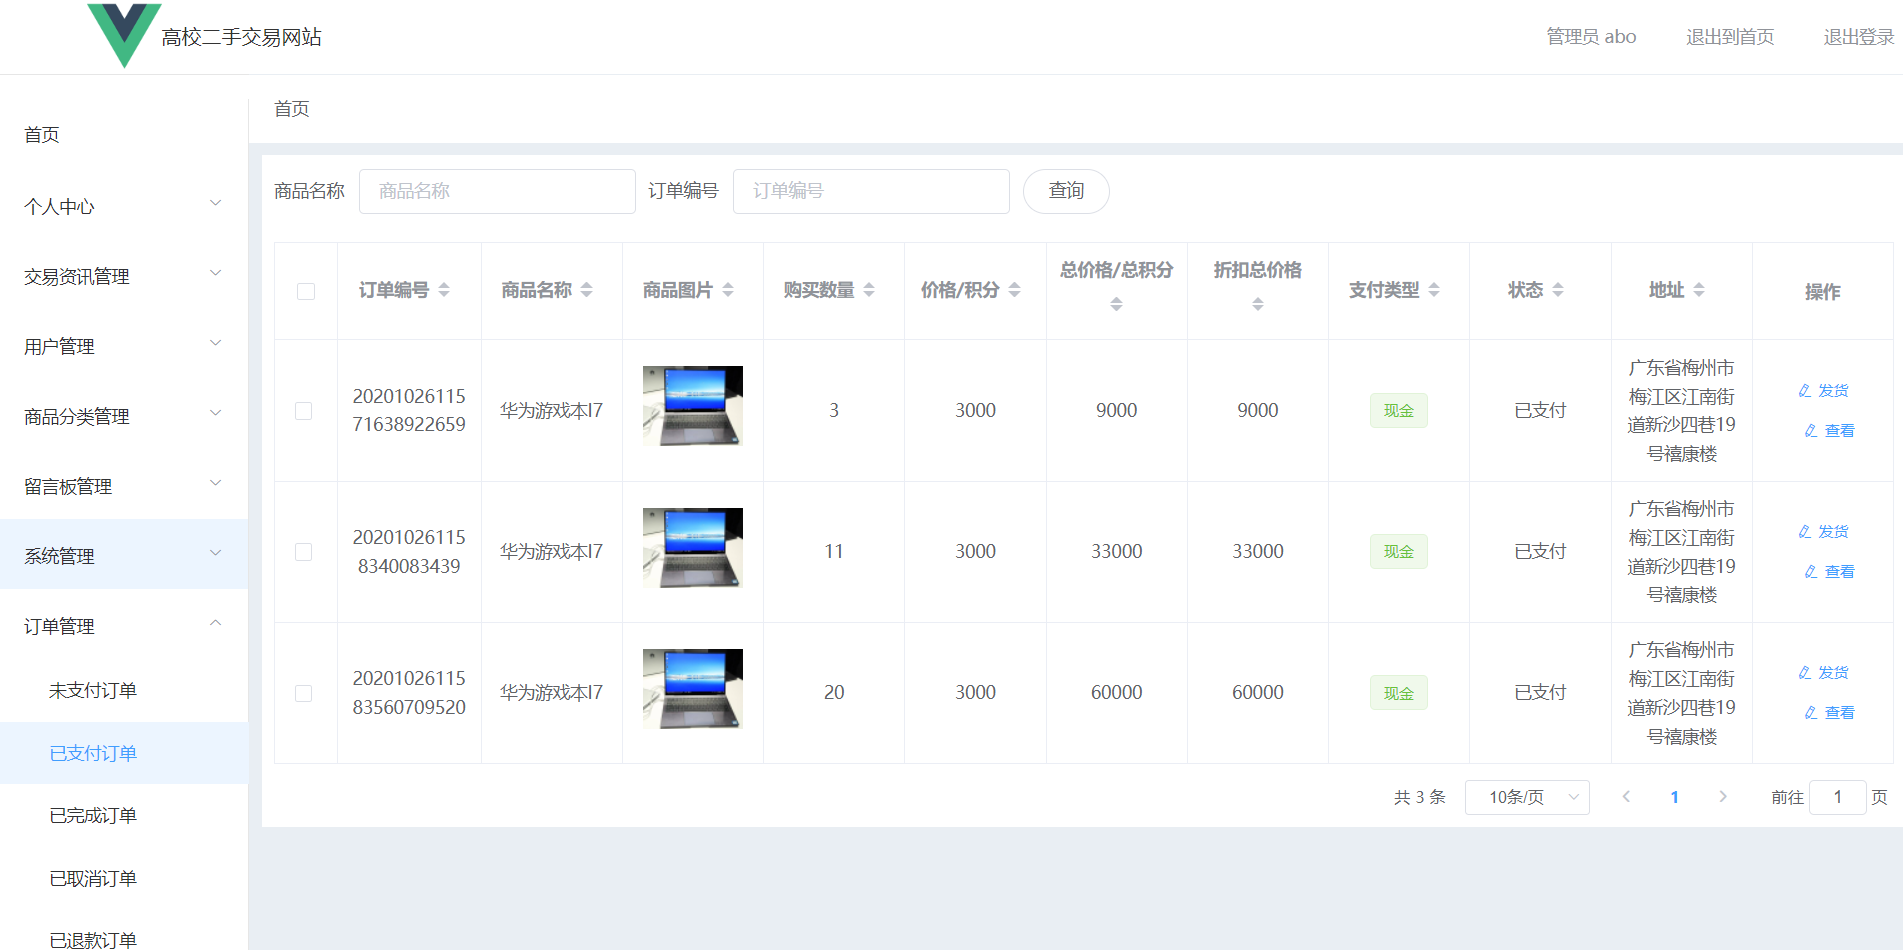 高校二手交易网站
管理员 abo
退出到首页
退出登录
首页
个人中心
交易资讯管理
用户管理
商品分类管理
留言板管理
系统管理
订单管理
未支付订单
已支付订单
已完成订单
已取消订单
已退款订单
首页
商品名称 商品名称 订单编号 订单编号 查询
订单编号 商品名称 商品图片 购买数量 价格/积分 总价格/总积分 折扣总价格 支付类型 状态 地址 操作
20201026115
71638922659
华为游戏本I7
3
3000
9000
9000
现金
已支付
广东省梅州市
梅江区江南街
道新沙四巷19
号禧康楼
发货
查看
20201026115
8340083439
华为游戏本I7
11
3000
33000
33000
现金
已支付
广东省梅州市
梅江区江南街
道新沙四巷19
号禧康楼
发货
查看
20201026115
83560709520
华为游戏本I7
20
3000
60000
60000
现金
已支付
广东省梅州市
梅江区江南街
道新沙四巷19
号禧康楼
发货
查看
共 3 条 10条/页 1 前往 1 页